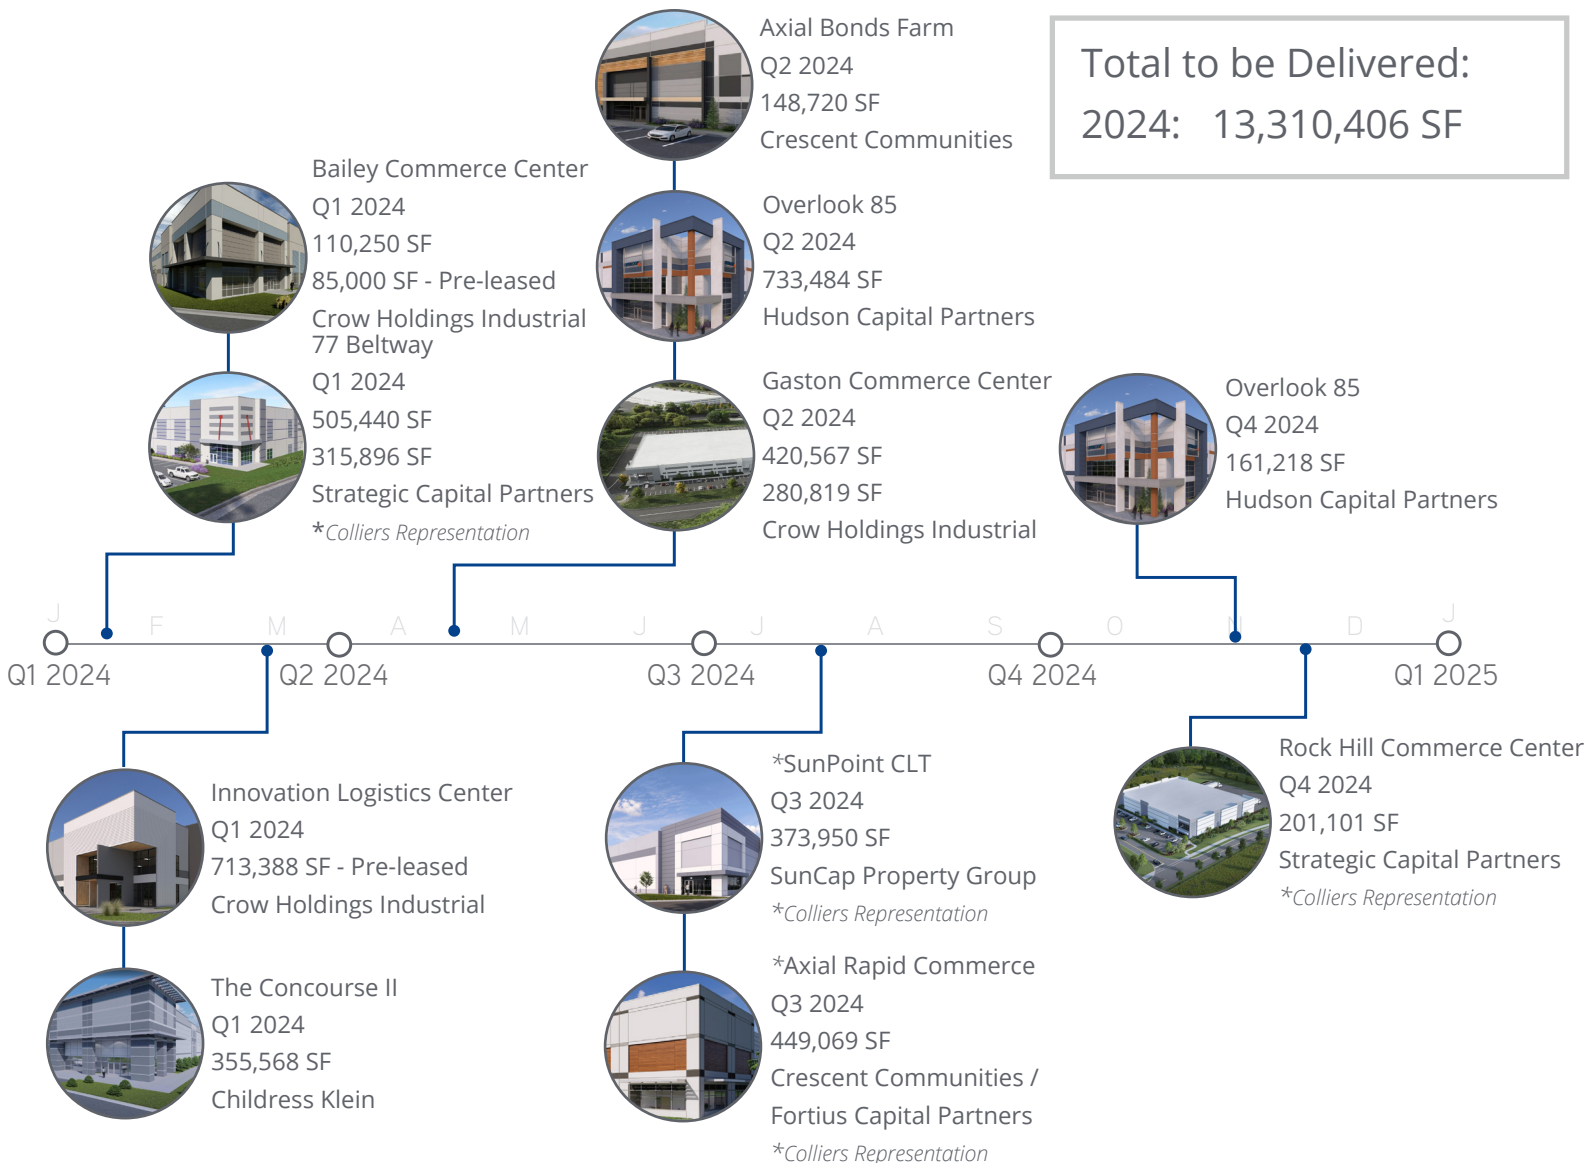 Axial Bonds Farm
Q2 2024
148,720 SF
Crescent Communities
Total to be Delivered:
2024: 13,310,406 SF
Bailey Commerce Center
Q1 2024
110,250 SF
85,000 SF - Pre-leased
Crow Holdings Industrial
77 Beltway
Q1 2024
505,440 SF
315,896 SF
Strategic Capital Partners
*Colliers Representation
Overlook 85
Q2 2024
733,484 SF
Hudson Capital Partners
Gaston Commerce Center
Q2 2024
420,567 SF
280,819 SF
Crow Holdings Industrial
Overlook 85
Q4 2024
161,218 SF
Hudson Capital Partners
J F M A M J J A S O N D J
Q1 2024 Q2 2024 Q3 2024 Q4 2024 Q1 2025
Innovation Logistics Center
Q1 2024
713,388 SF - Pre-leased
Crow Holdings Industrial
The Concourse II
Q1 2024
355,568 SF
Childress Klein
*SunPoint CLT
Q3 2024
373,950 SF
SunCap Property Group
*Colliers Representation
*Axial Rapid Commerce
Q3 2024
449,069 SF
Crescent Communities /
Fortius Capital Partners
*Colliers Representation
Rock Hill Commerce Center
Q4 2024
201,101 SF
Strategic Capital Partners
*Colliers Representation